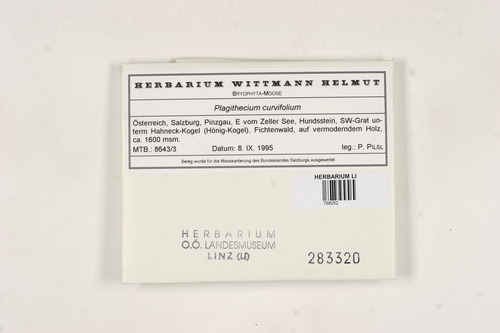 HERBARIUM WITTMANN HELMUT
BRYOPHYTA-MOOSE
Plagithecium curvifolium
Österreich, Salzburg, Pinzgau, E vom Zeller See, Hundsstein, SW-Grat un-
term Hahneck-Kogel (Hönig-Kogel), Fichtenwald, auf vermoderndem Holz,
ca. 1600 msm.
MTB.: 8643/3 Datum: 8. IX. 1995 leg.: P. PILSL
Beleg wurde für die Mooskartierung des Bundeslandes Salzburgs ausgewertet
HERBARIUM LI
768252
HERBARIUM
O.Ö. LANDESMUSEUM
LINZ (LI)
283320